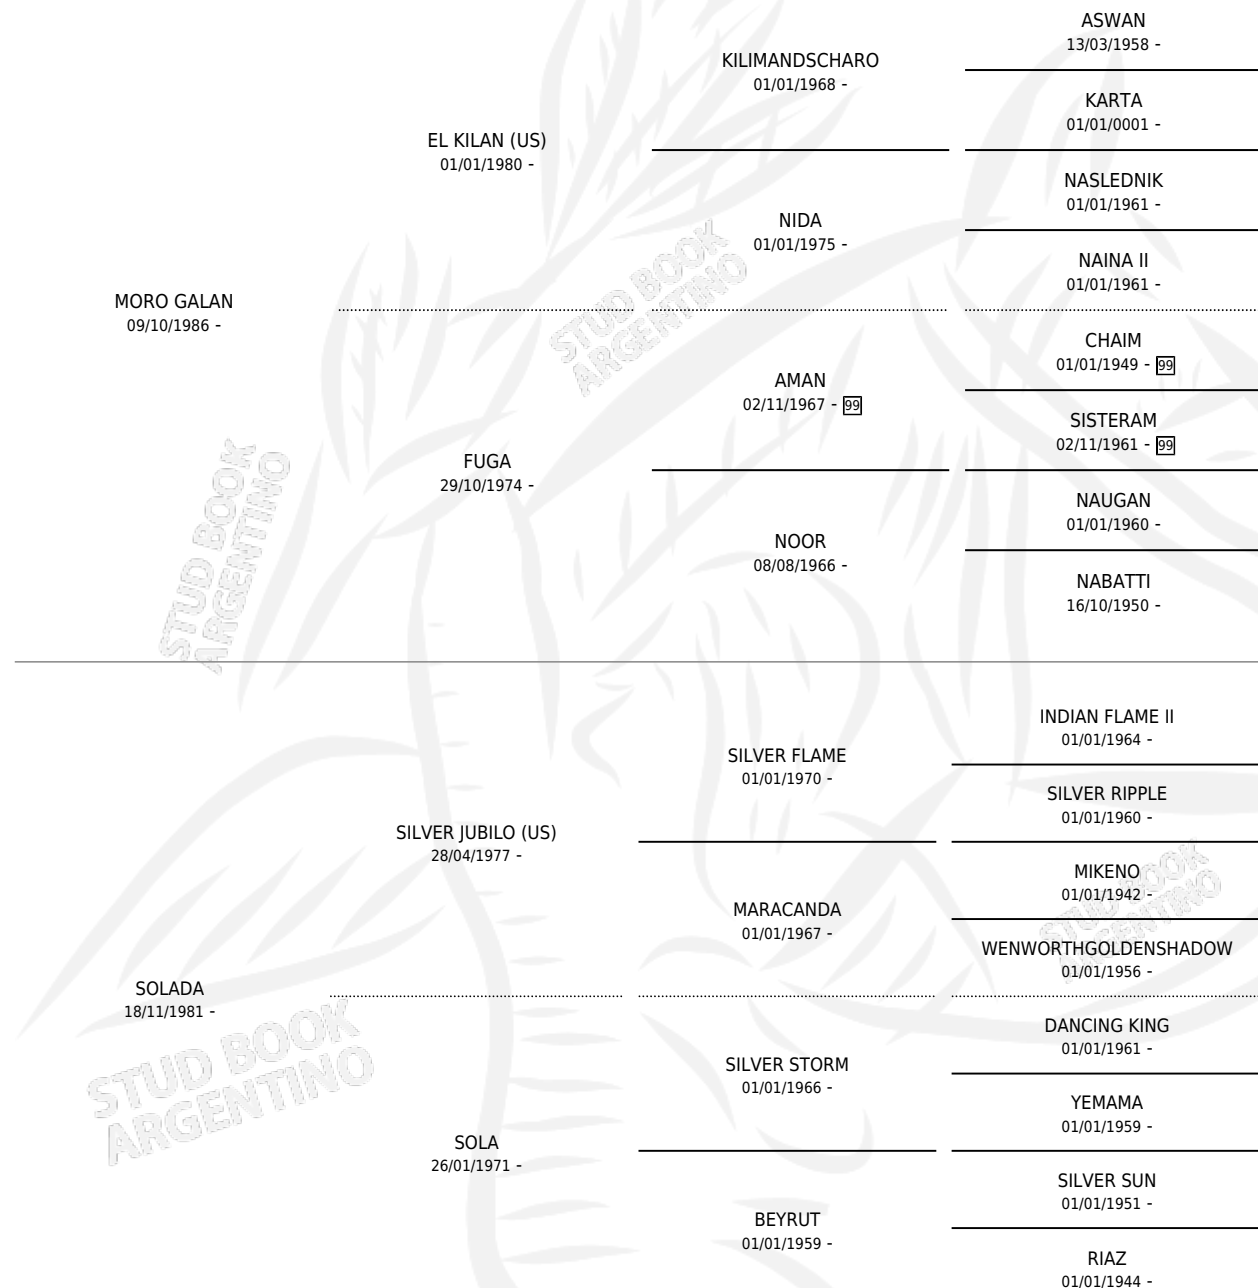 ASWAN
13/03/1958 -
KILIMANDSCHARO
01/01/1968 -
KARTA
01/01/0001 -
EL KILAN (US)
01/01/1980 -
NASLEDNIK
01/01/1961 -
NIDA
01/01/1975 -
NAINA II
01/01/1961 -
MORO GALAN
09/10/1986 -
CHAIM
01/01/1949 - 99
AMAN
02/11/1967 - 99
SISTERAM
02/11/1961 - 99
FUGA
29/10/1974 -
NAUGAN
01/01/1960 -
NOOR
08/08/1966 -
NABATTI
16/10/1950 -
INDIAN FLAME II
01/01/1964 -
SILVER FLAME
01/01/1970 -
SILVER RIPPLE
01/01/1960 -
SILVER JUBILO (US)
28/04/1977 -
MIKENO
01/01/1942 -
MARACANDA
01/01/1967 -
WENWORTHGOLDENSHADOW
01/01/1956 -
SOLADA
18/11/1981 -
DANCING KING
01/01/1961 -
SILVER STORM
01/01/1966 -
YEMAMA
01/01/1959 -
SOLA
26/01/1971 -
SILVER SUN
01/01/1951 -
BEYRUT
01/01/1959 -
RIAZ
01/01/1944 -
STUD BOOK
ARGENTINO
STUD BOOK
ARGENTINO
STUD BOOK
ARGENTINO
STUD BOOK
ARGENTINO